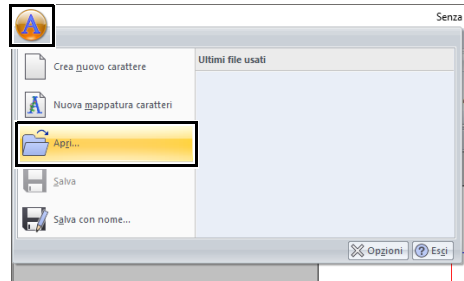 Senza
Crea nuovo carattere
Ultimi file usati
Nuova mappatura caratteri
Apri...
Salva
Salva con nome...
Opzioni
Esci